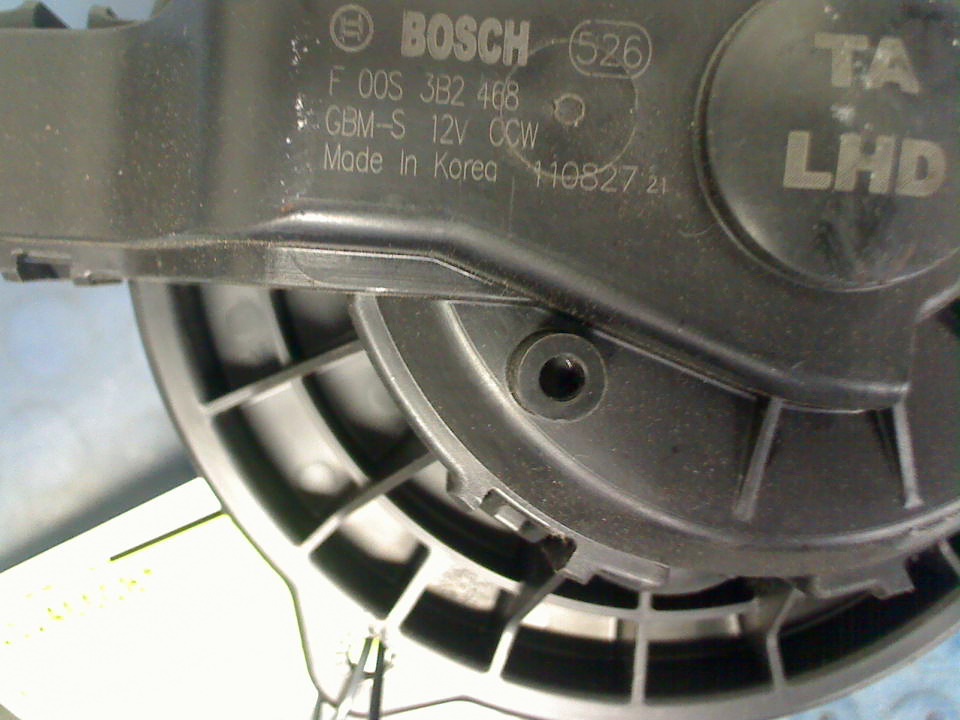 BOSCH 526
F 00S 3B2 468
GBM-S 12V CCW
Made In Korea 110827 21
TA
LHD